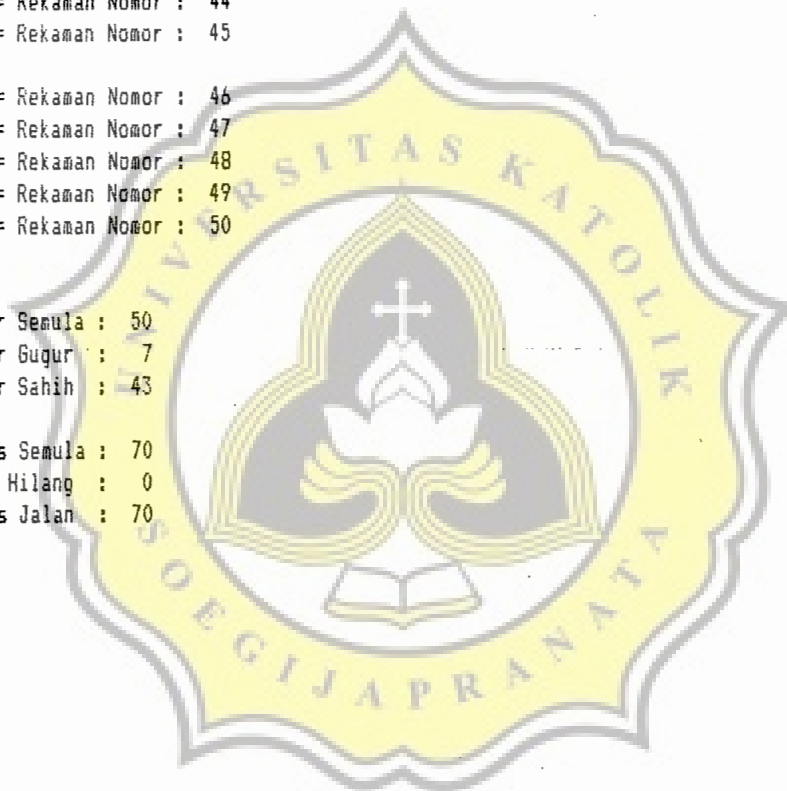 = Rekaman Nomor : 44
= Rekaman Nomor : 45
= Rekaman Nomor : 46
= Rekaman Nomor : 47
= Rekaman Nomor : 48
= Rekaman Nomor : 49
= Rekaman Nomor : 50
r Semula : 50
r Gugur : 7
r Sahih : 43
s Semula : 70
Hilang : 0
s Jalan : 70
UNIVERSITAS KATOLIK
SOEGIJAPRANATA